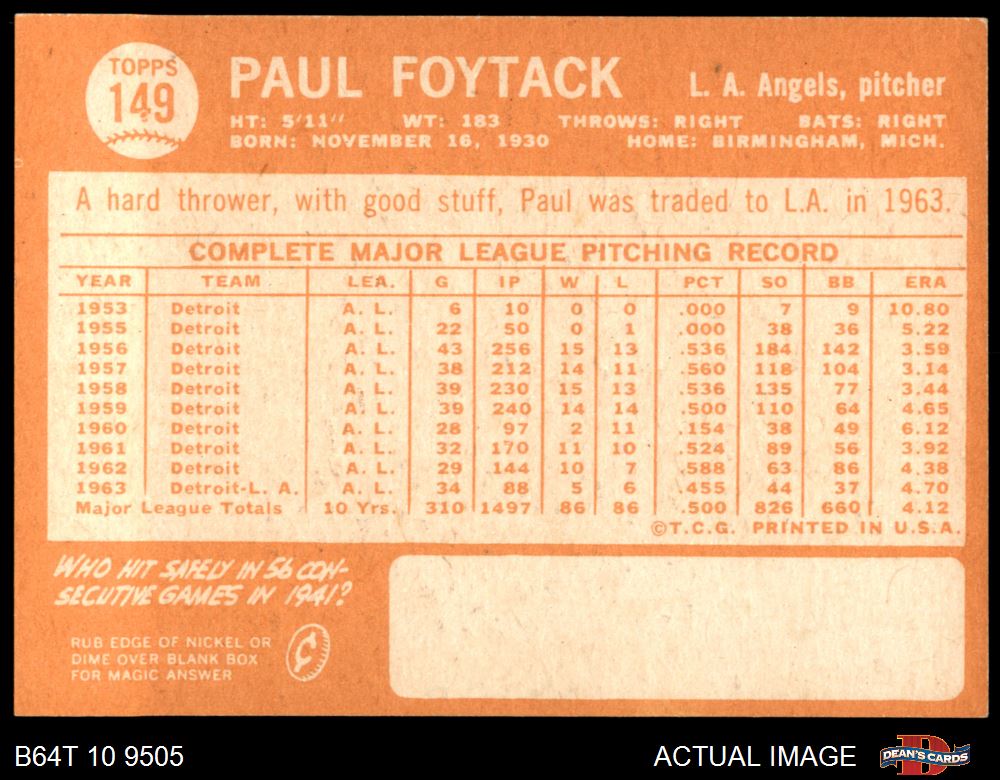 TOPPS
149
PAUL FOYTACK L. A. Angels, pitcher
HT: 5'11" WT: 183 THROWS: RIGHT BATS: RIGHT
BORN: NOVEMBER 16, 1930 HOME: BIRMINGHAM, MICH.
A hard thrower, with good stuff, Paul was traded to L.A. in 1963.
COMPLETE MAJOR LEAGUE PITCHING RECORD
YEAR TEAM LEA. G IP W L PCT SO BB ERA
1953 Detroit A. L. 6 10 0 0 .000 7 9 10.80
1955 Detroit A. L. 22 50 0 1 .000 38 36 5.22
1956 Detroit A. L. 43 256 15 13 .536 184 142 3.59
1957 Detroit A. L. 38 212 14 11 .560 118 104 3.14
1958 Detroit A. L. 39 230 15 13 .536 135 77 3.44
1959 Detroit A. L. 39 240 14 14 .500 110 64 4.65
1960 Detroit A. L. 28 97 2 11 .154 38 49 6.12
1961 Detroit A. L. 32 170 11 10 .524 89 56 3.92
1962 Detroit A. L. 29 144 10 7 .588 63 86 4.38
1963 Detroit-L. A. A. L. 34 88 5 6 .455 44 37 4.70
Major League Totals 10 Yrs. 310 1497 86 86 .500 826 660 4.12
©T.C.G. PRINTED IN U.S.A.
WHO HIT SAFELY IN 56 CON-
SECUTIVE GAMES IN 1941?
RUB EDGE OF NICKEL OR
DIME OVER BLANK BOX
FOR MAGIC ANSWER
¢
B64T 10 9505 ACTUAL IMAGE DEAN'S CARDS